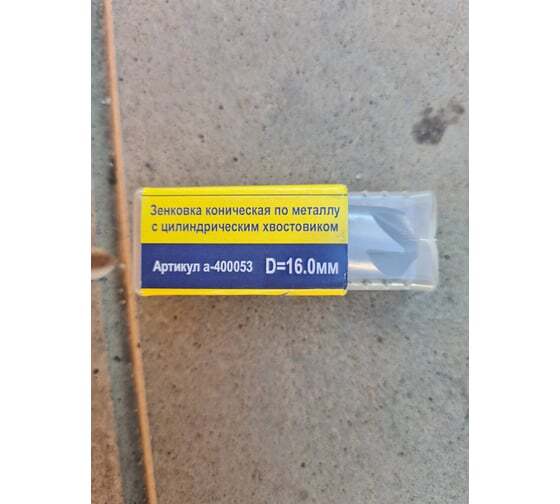 Зенковка коническая по металлу
с цилиндрическим хвостовиком
Артикул а-400053 D=16.0мм